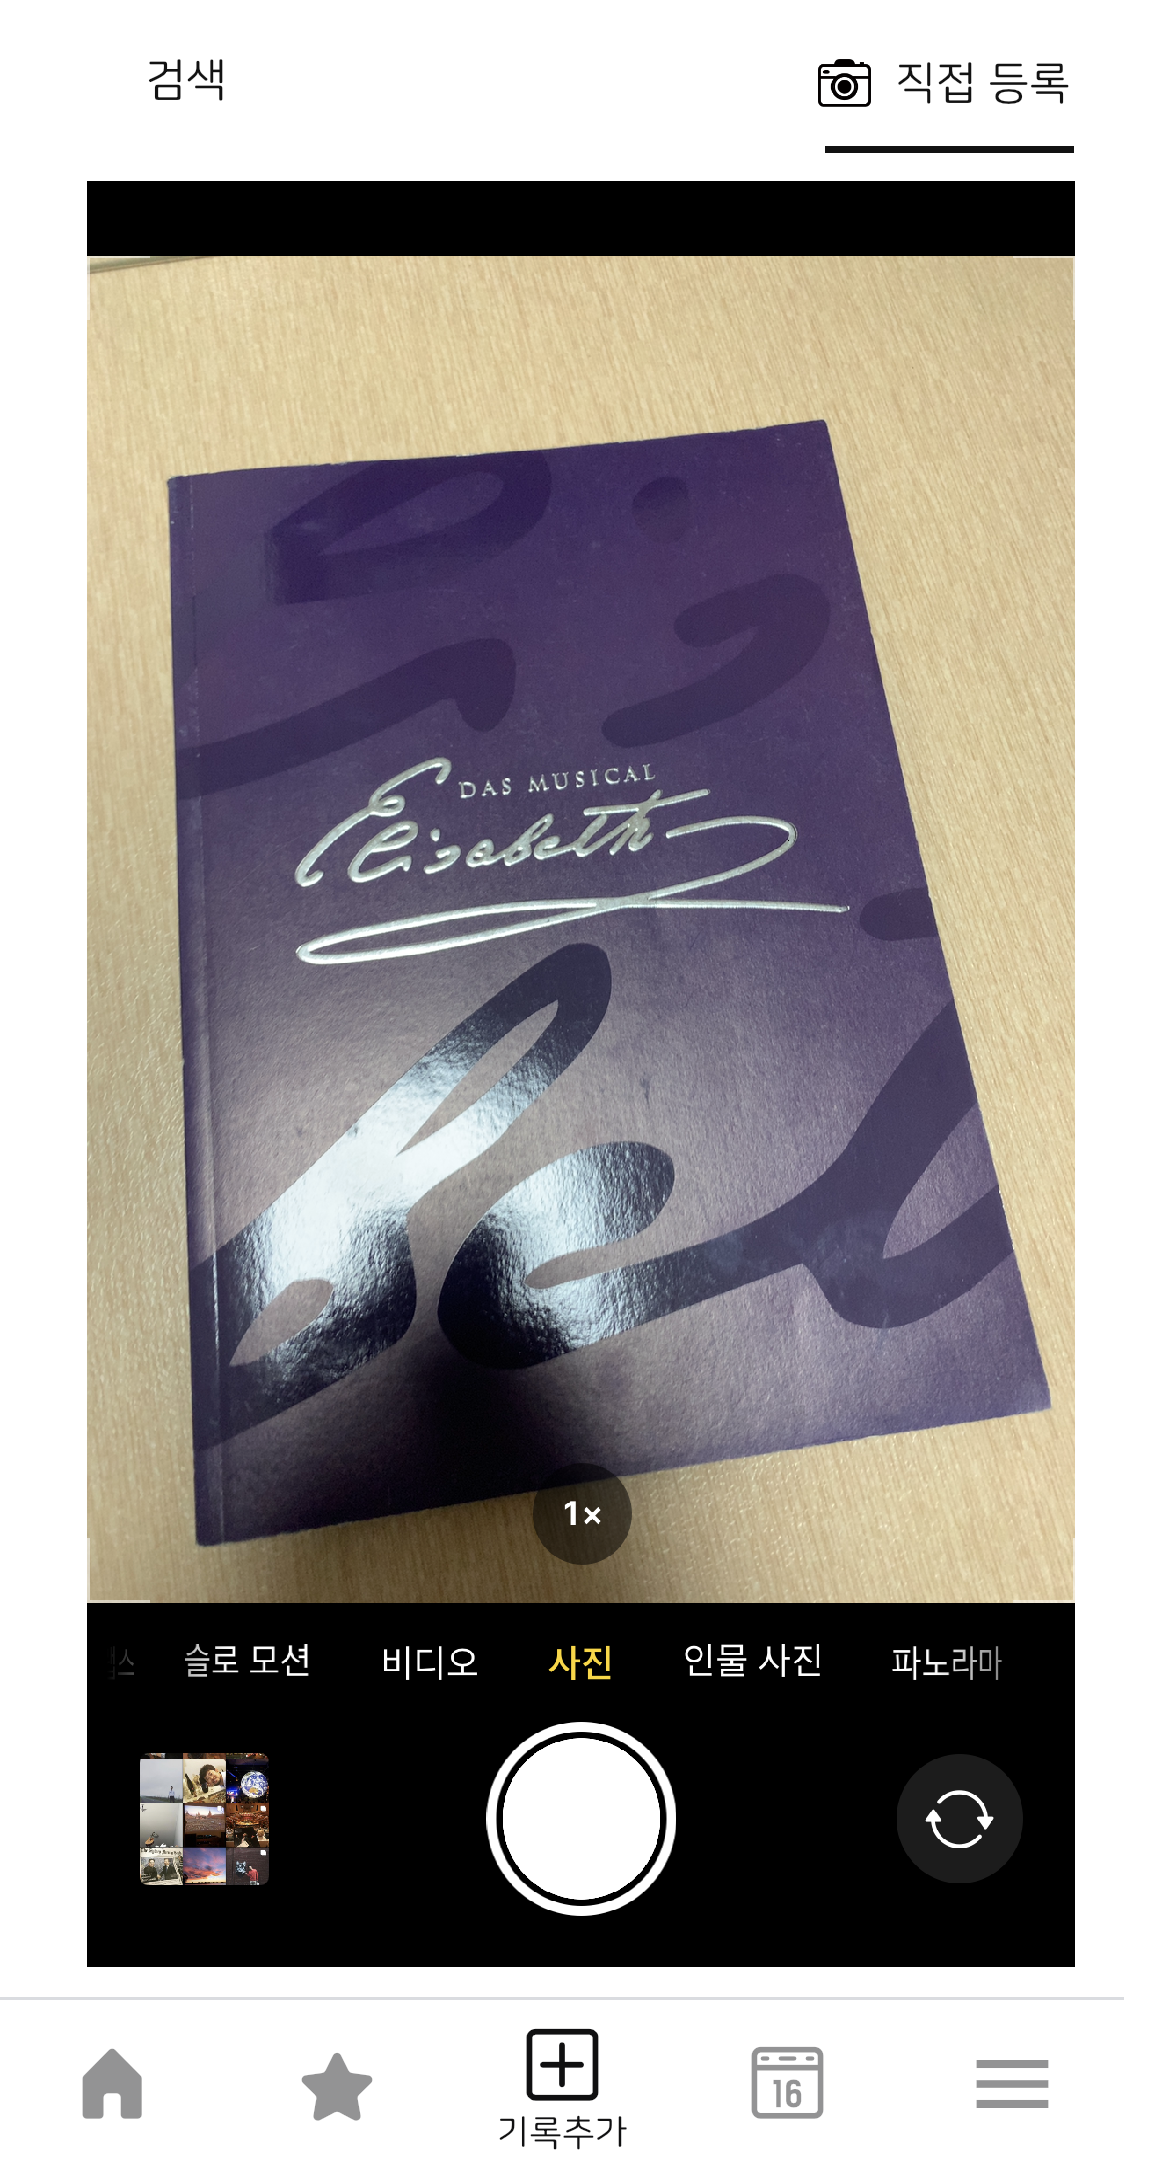 검색
직접 등록
DAS MUSICAL
Elisabeth
1×
슬로 모션
비디오
사진
인물 사진
파노라마
16
기록추가